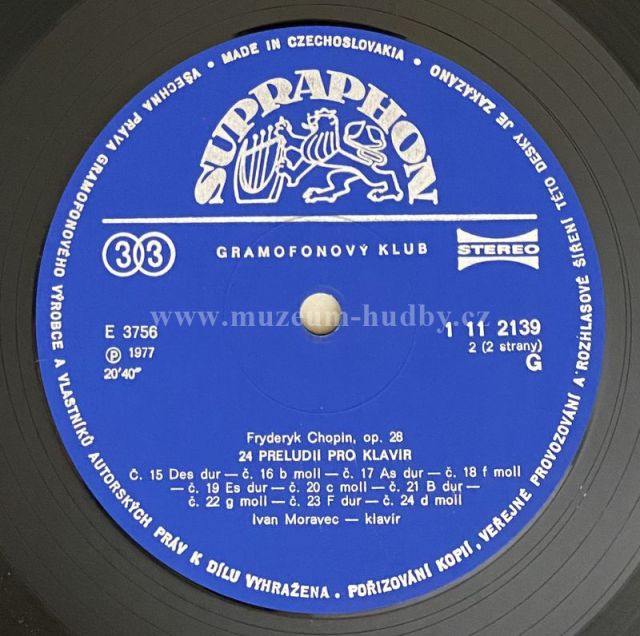 VŠECHNA PRÁVA GRAMOFONOVÉHO VÝROBCE A VLASTNÍKŮ AUTORSKÝCH PRÁV K DÍLU VYHRAŽENA. POŘIZOVÁNÍ KOPIÍ, VEŘEJNÉ PROVOZOVÁNÍ A ROZHLASOVÉ ŠÍŘENÍ TÉTO DESKY JE ZAKÁZÁNO • MADE IN CZECHOSLOVAKIA •
SUPRAPHON
33
GRAMOFONOVÝ KLUB
STEREO
www.muzeum-hudby.cz
E 3756
℗ 1977
20'40"
1 11 2139
2 (2 strany)
G
Fryderyk Chopin, op. 28
24 PRELUDIÍ PRO KLAVÍR
Č. 15 Des dur — č. 16 b moll — č. 17 As dur — č. 18 f moll
— č. 19 Es dur — č. 20 c moll — č. 21 B dur —
č. 22 g moll — č. 23 F dur — č. 24 d moll
Ivan Moravec — klavír